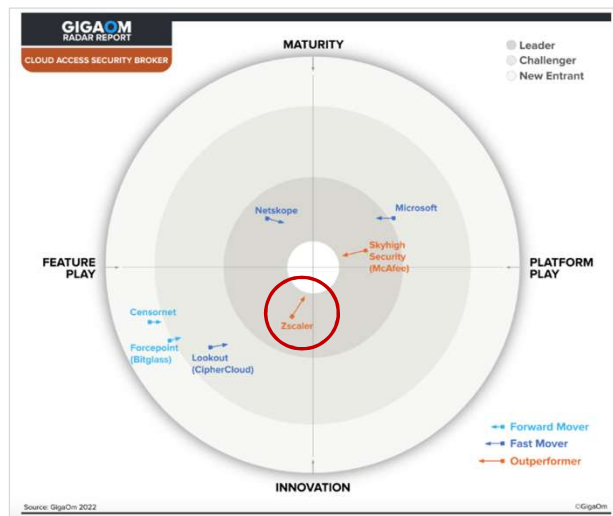 GIGAOM
RADAR REPORT
CLOUD ACCESS SECURITY BROKER
MATURITY
Leader
Challenger
New Entrant
Netskope
Microsoft
Skyhigh
Security
(McAfee)
FEATURE
PLAY
PLATFORM
PLAY
Censornet
Zscaler
Forcepoint
(Bitglass)
Lookout
(CipherCloud)
Forward Mover
Fast Mover
Outperformer
INNOVATION
Source: GigaOm 2022
©GigaOm